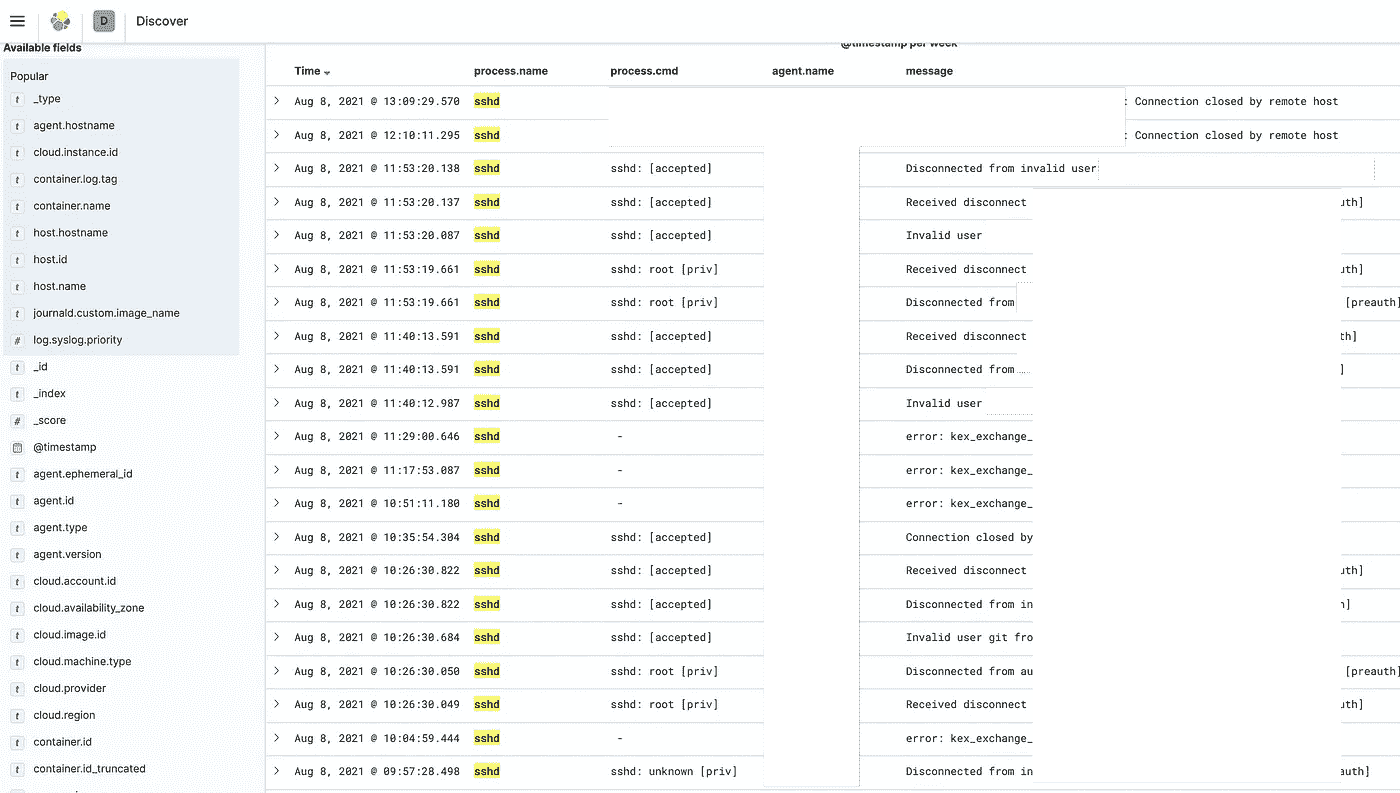 D Discover
Available fields
@timestamp per week
Popular
t _type
t agent.hostname
t cloud.instance.id
t container.log.tag
t container.name
t host.hostname
t host.id
t host.name
t journald.custom.image_name
# log.syslog.priority
t _id
t _index
# _score
@timestamp
t agent.ephemeral_id
t agent.id
t agent.type
t agent.version
t cloud.account.id
t cloud.availability_zone
t cloud.image.id
t cloud.machine.type
t cloud.provider
t cloud.region
t container.id
t container.id_truncated
Time process.name process.cmd agent.name message
Aug 8, 2021 @ 13:09:29.570 sshd : Connection closed by remote host
Aug 8, 2021 @ 12:10:11.295 sshd : Connection closed by remote host
Aug 8, 2021 @ 11:53:20.138 sshd sshd: [accepted] Disconnected from invalid user
Aug 8, 2021 @ 11:53:20.137 sshd sshd: [accepted] Received disconnect uth]
Aug 8, 2021 @ 11:53:20.087 sshd sshd: [accepted] Invalid user
Aug 8, 2021 @ 11:53:19.661 sshd sshd: root [priv] Received disconnect uth]
Aug 8, 2021 @ 11:53:19.661 sshd sshd: root [priv] Disconnected from [preauth]
Aug 8, 2021 @ 11:40:13.591 sshd sshd: [accepted] Received disconnect th]
Aug 8, 2021 @ 11:40:13.591 sshd sshd: [accepted] Disconnected from ]
Aug 8, 2021 @ 11:40:12.987 sshd sshd: [accepted] Invalid user
Aug 8, 2021 @ 11:29:00.646 sshd - error: kex_exchange_
Aug 8, 2021 @ 11:17:53.087 sshd - error: kex_exchange_
Aug 8, 2021 @ 10:51:11.180 sshd - error: kex_exchange_
Aug 8, 2021 @ 10:35:54.304 sshd sshd: [accepted] Connection closed by
Aug 8, 2021 @ 10:26:30.822 sshd sshd: [accepted] Received disconnect uth]
Aug 8, 2021 @ 10:26:30.822 sshd sshd: [accepted] Disconnected from in h]
Aug 8, 2021 @ 10:26:30.684 sshd sshd: [accepted] Invalid user git fro
Aug 8, 2021 @ 10:26:30.050 sshd sshd: root [priv] Disconnected from au [preauth]
Aug 8, 2021 @ 10:26:30.049 sshd sshd: root [priv] Received disconnect uth]
Aug 8, 2021 @ 10:04:59.444 sshd - error: kex_exchange_
Aug 8, 2021 @ 09:57:28.498 sshd sshd: unknown [priv] Disconnected from in auth]